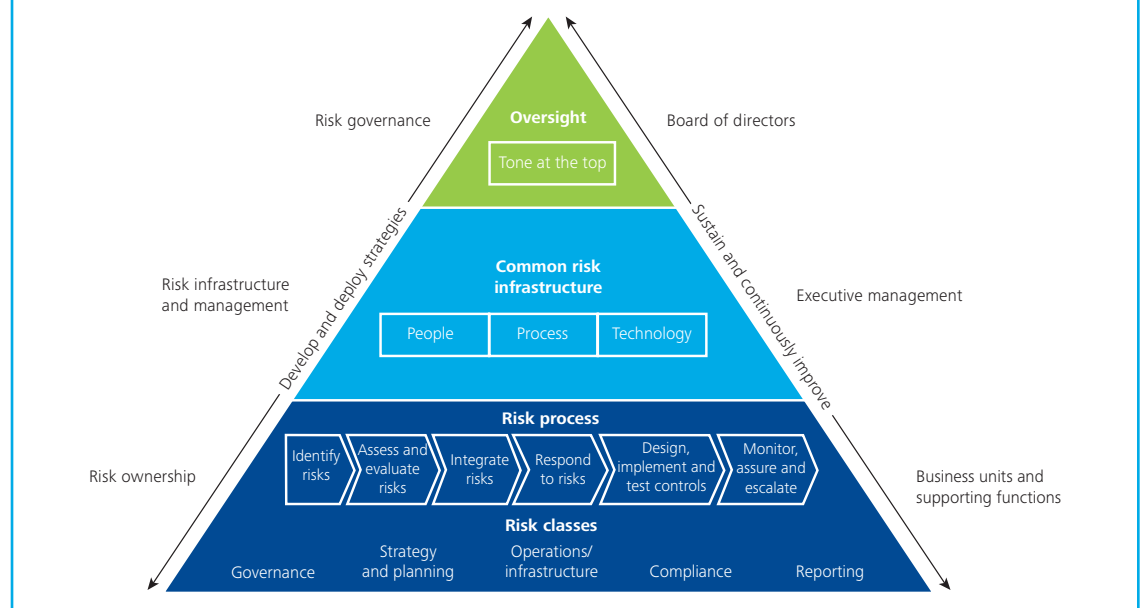 Risk governance
Oversight
Board of directors
Tone at the top
Develop and deploy strategies
Sustain and continuously improve
Risk infrastructure
and management
Common risk
infrastructure
Executive management
People
Process
Technology
Risk ownership
Risk process
Identify
risks
Assess and
evaluate
risks
Integrate
risks
Respond
to risks
Design,
implement and
test controls
Monitor,
assure and
escalate
Business units and
supporting functions
Risk classes
Governance
Strategy
and planning
Operations/
infrastructure
Compliance
Reporting